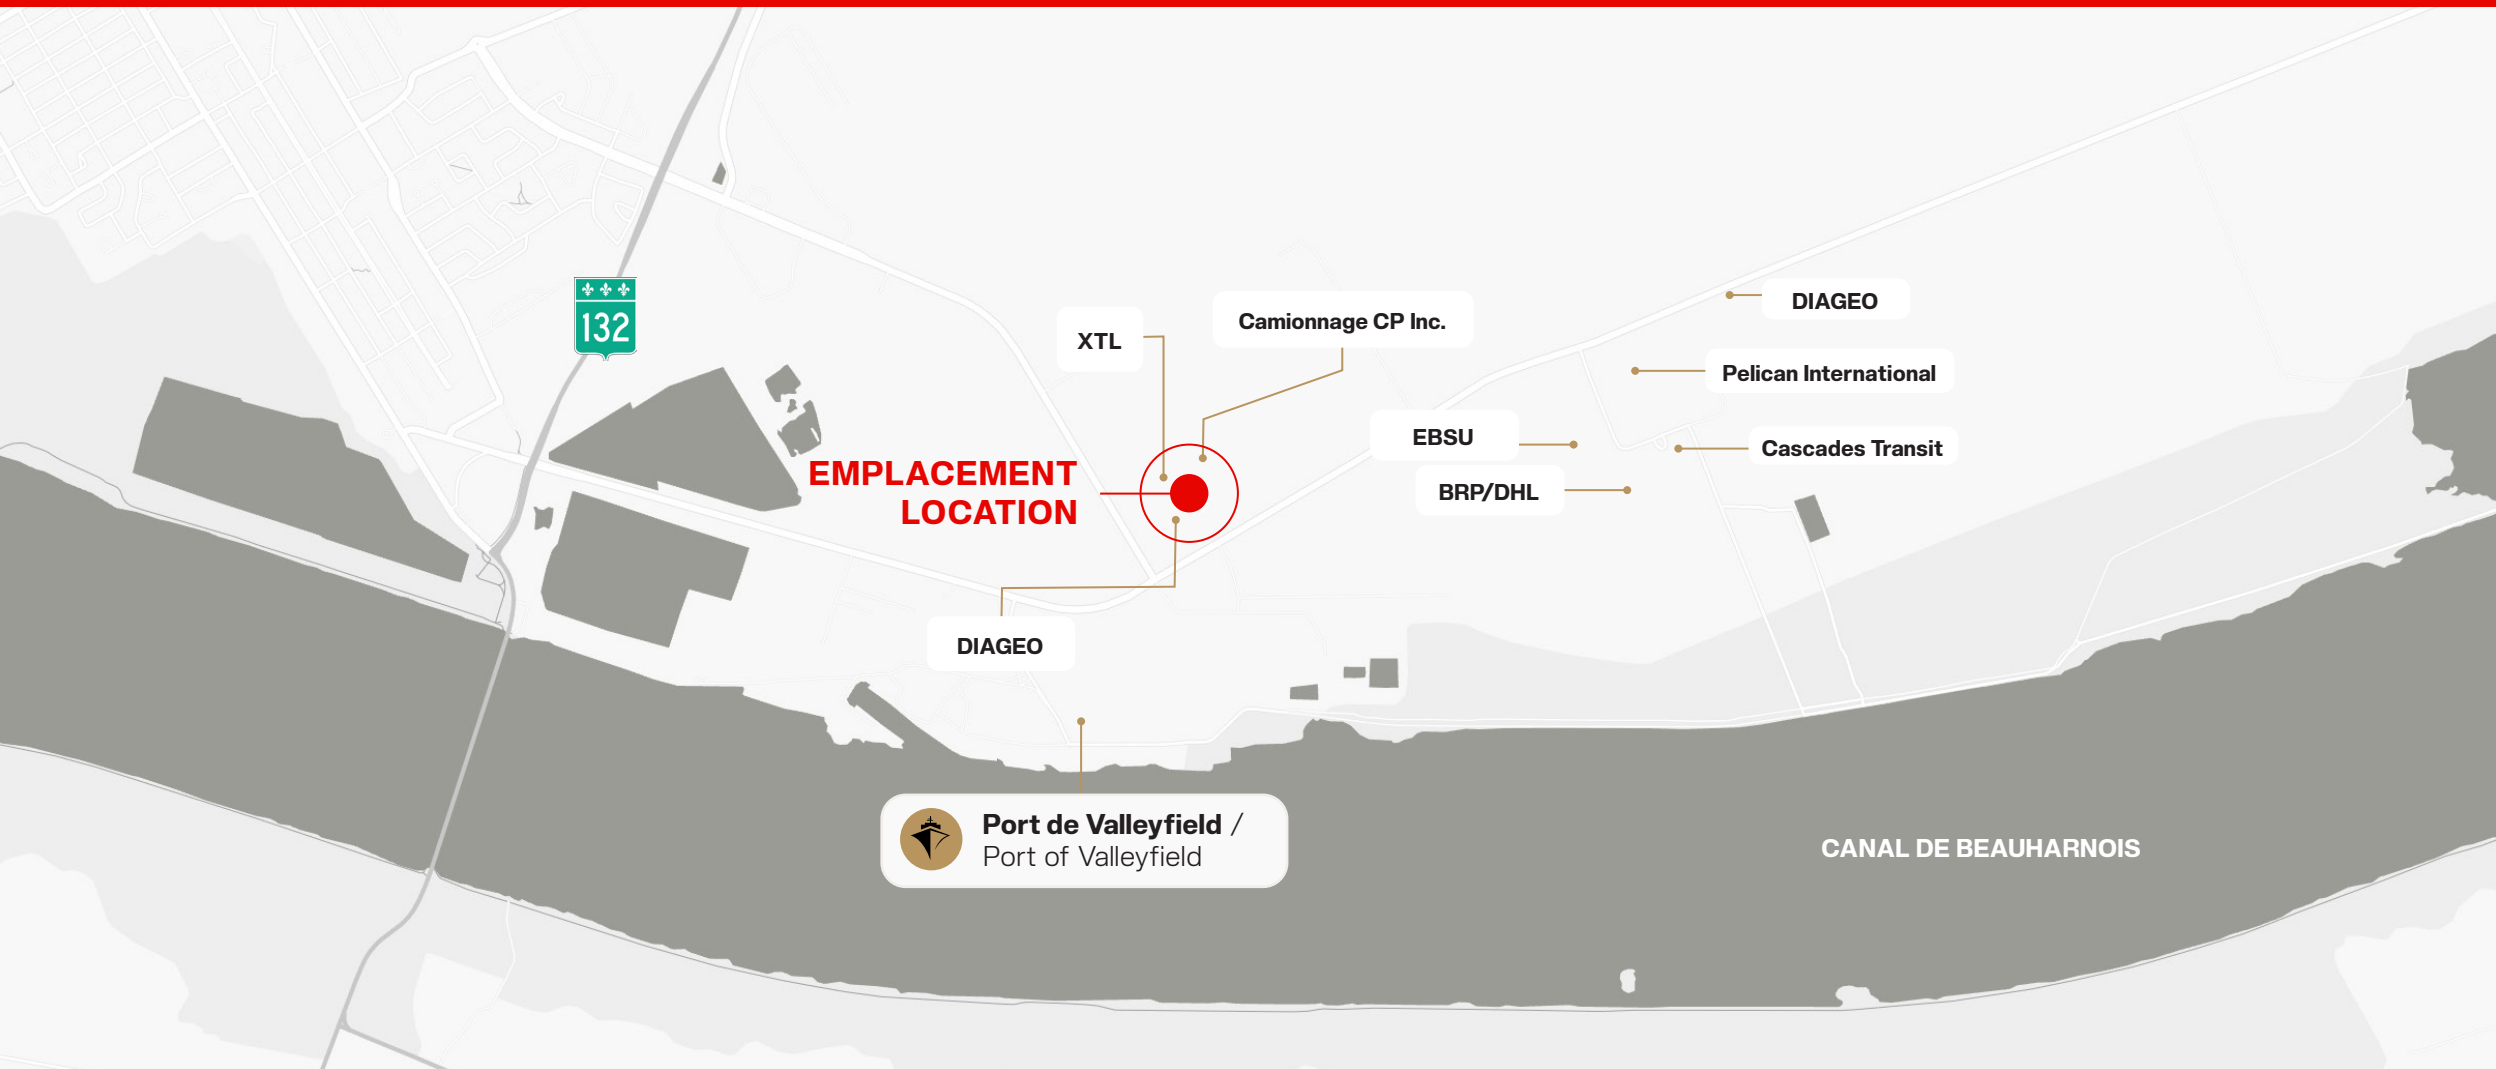 132
XTL
Camionnage CP Inc.
DIAGEO
Pelican International
EBSU
Cascades Transit
BRP/DHL
EMPLACEMENT
LOCATION
DIAGEO
Port de Valleyfield /
Port of Valleyfield
CANAL DE BEAUHARNOIS